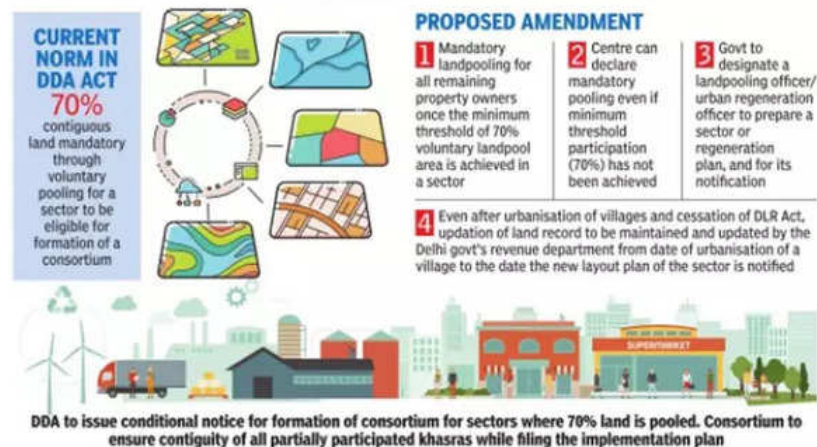 CURRENT
NORM IN
DDA ACT
70%
contiguous
land mandatory
through
voluntary
pooling for a
sector to be
eligible for
formation of a
consortium
PROPOSED AMENDMENT
1 Mandatory
landpooling for
all remaining
property owners
once the minimum
threshold of 70%
voluntary landpool
area is achieved in
a sector
2 Centre can
declare
mandatory
pooling even if
minimum
threshold
participation
(70%) has not
been achieved
3 Govt to
designate a
landpooling officer/
urban regeneration
officer to prepare a
sector or
regeneration
plan, and for its
notification
4 Even after urbanisation of villages and cessation of DLR Act,
updation of land record to be maintained and updated by the
Delhi govt's revenue department from date of urbanisation of a
village to the date the new layout plan of the sector is notified
SUPERMARKET
DDA to issue conditional notice for formation of consortium for sectors where 70% land is pooled. Consortium to
ensure contiguity of all partially participated khasras while filing the implementation plan